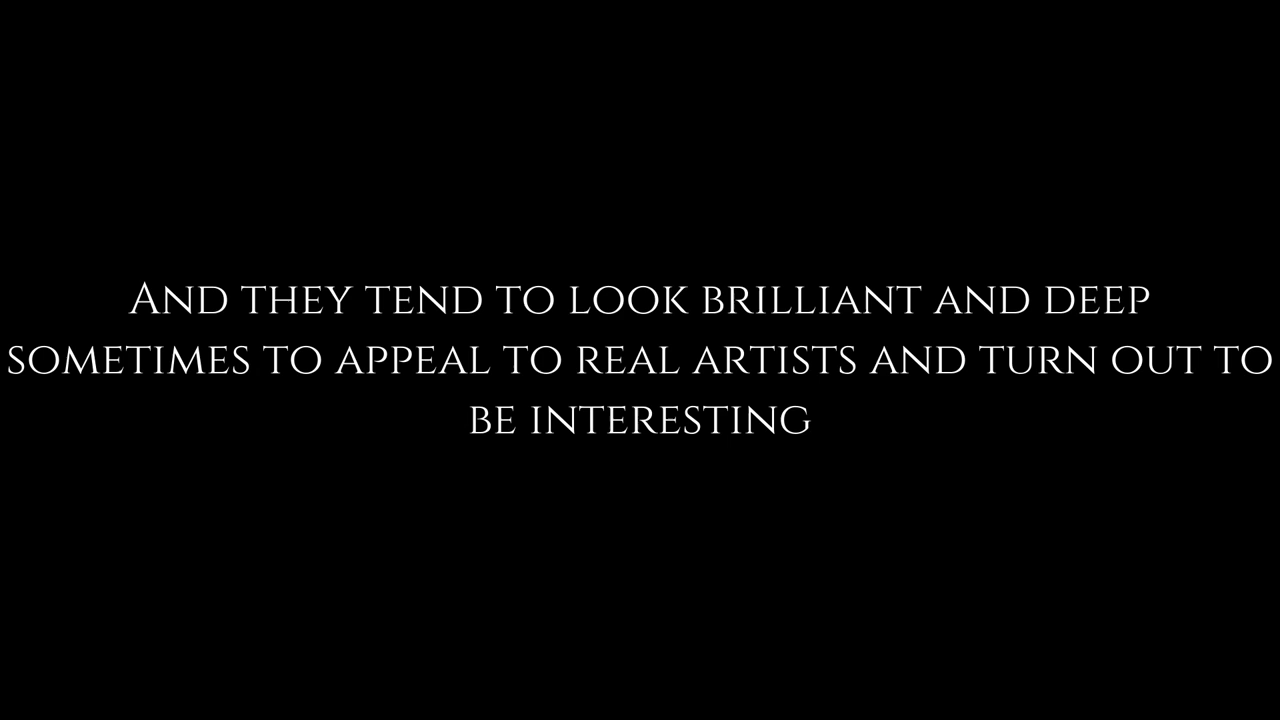 And they tend to look brilliant and deep
sometimes to appeal to real artists and turn out to
be interesting